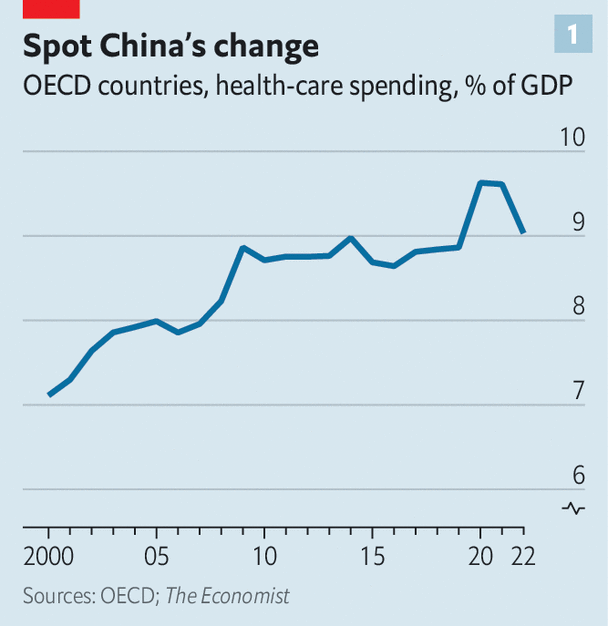 1
Spot China’s change
OECD countries, health-care spending, % of GDP
10
9
8
7
6
2000 05 10 15 20 22
Sources: OECD; The Economist